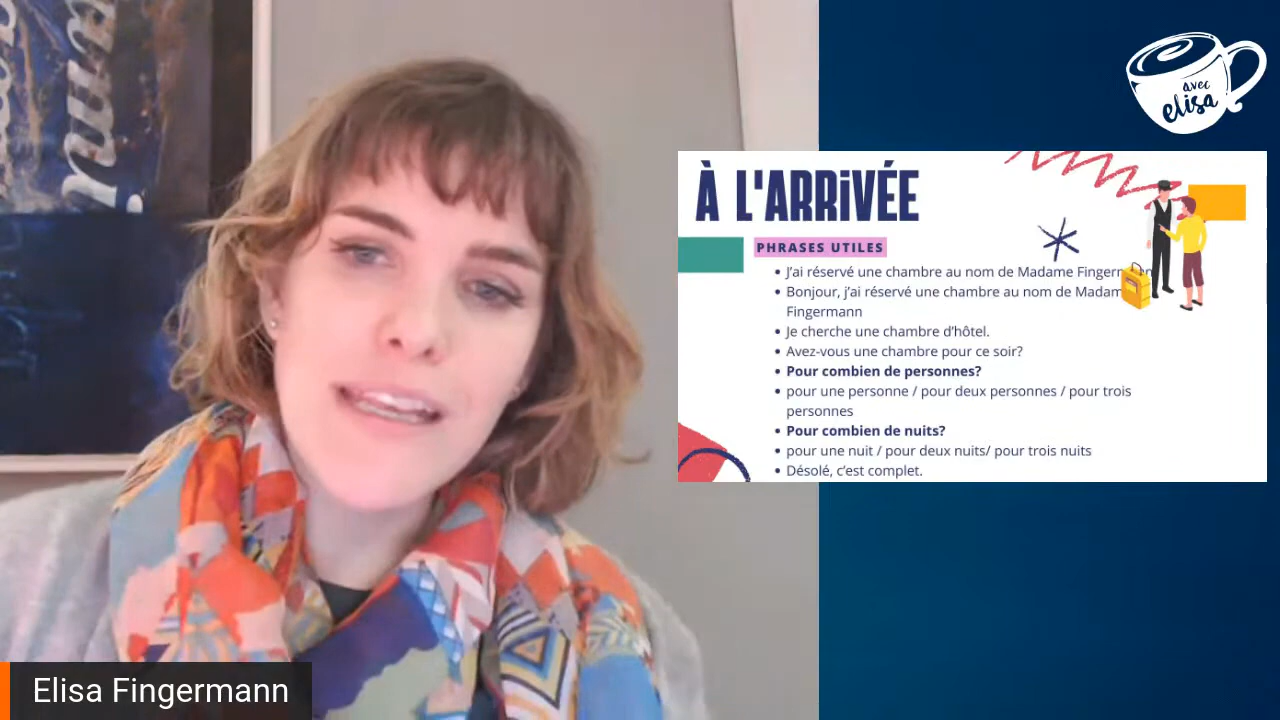 avec
elisa
À L'ARRiVÉE
PHRASES UTILES
J'ai réservé une chambre au nom de Madame
Bonjour, j'ai réservé une chambre au nom de
Fingermann
Je cherche une chambre d'hôtel.
Avez-vous une chambre pour ce soir?
Pour combien de personnes?
pour une personne / pour deux personnes / pour trois
personnes
Pour combien de nuits?
pour une nuit / pour deux nuits/ pour trois nuits
Désolé, c'est complet.
Elisa Fingermann